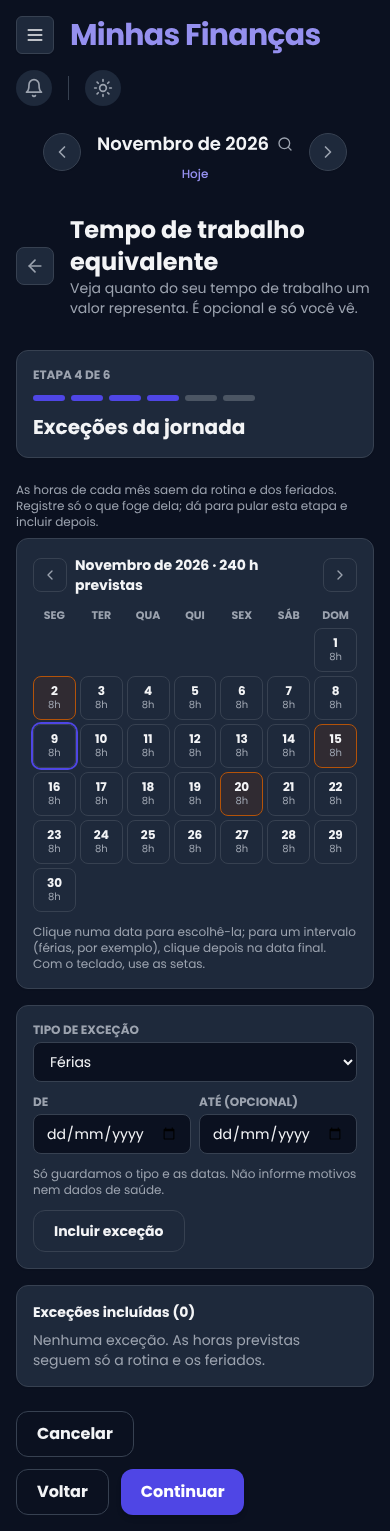 Minhas Finanças
Novembro de 2026
Hoje
Tempo de trabalho
equivalente
Veja quanto do seu tempo de trabalho um
valor representa. É opcional e só você vê.
ETAPA 4 DE 6
Exceções da jornada
As horas de cada mês saem da rotina e dos feriados.
Registre só o que foge dela; dá para pular esta etapa e
incluir depois.
Novembro de 2026 · 240 h
previstas
SEG TER QUA QUI SEX SÁB DOM
1
8h
2 3 4 5 6 7 8
8h 8h 8h 8h 8h 8h 8h
9 10 11 12 13 14 15
8h 8h 8h 8h 8h 8h 8h
16 17 18 19 20 21 22
8h 8h 8h 8h 8h 8h 8h
23 24 25 26 27 28 29
8h 8h 8h 8h 8h 8h 8h
30
8h
Clique numa data para escolhê-la; para um intervalo
(férias, por exemplo), clique depois na data final.
Com o teclado, use as setas.
TIPO DE EXCEÇÃO
Férias
DE ATÉ (OPCIONAL)
dd/mm/yyyy dd/mm/yyyy
Só guardamos o tipo e as datas. Não informe motivos
nem dados de saúde.
Incluir exceção
Exceções incluídas (0)
Nenhuma exceção. As horas previstas
seguem só a rotina e os feriados.
Cancelar
Voltar Continuar